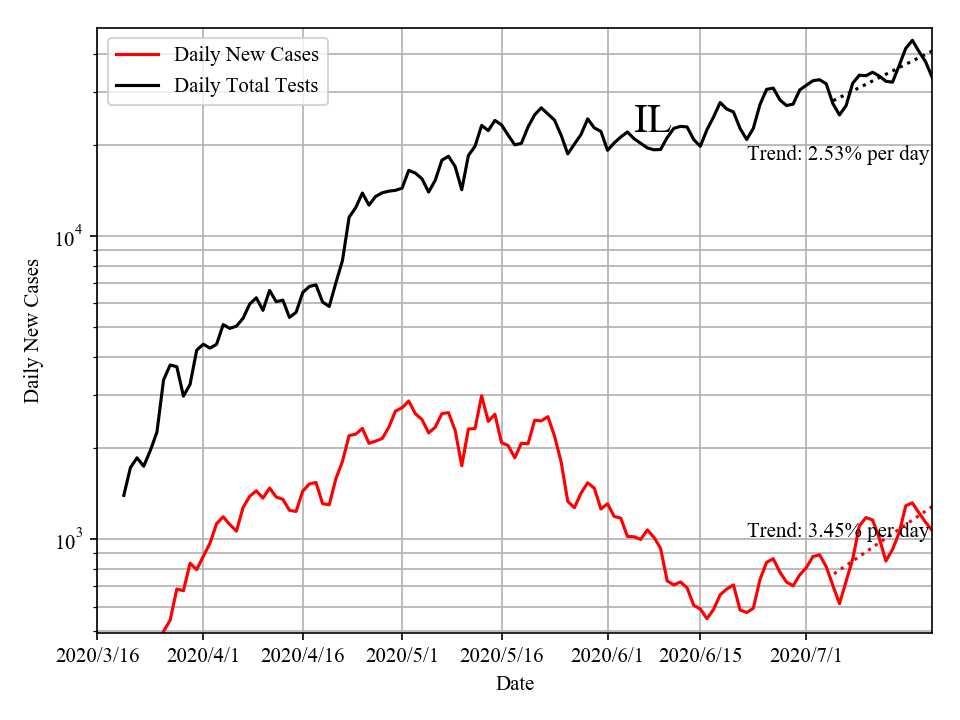 Daily New Cases
Daily Total Tests
IL
Trend: 2.53% per day
10^4
Daily New Cases
10^3
Trend: 3.45% per day
2020/3/16 2020/4/1 2020/4/16 2020/5/1 2020/5/16 2020/6/1 2020/6/15 2020/7/1
Date